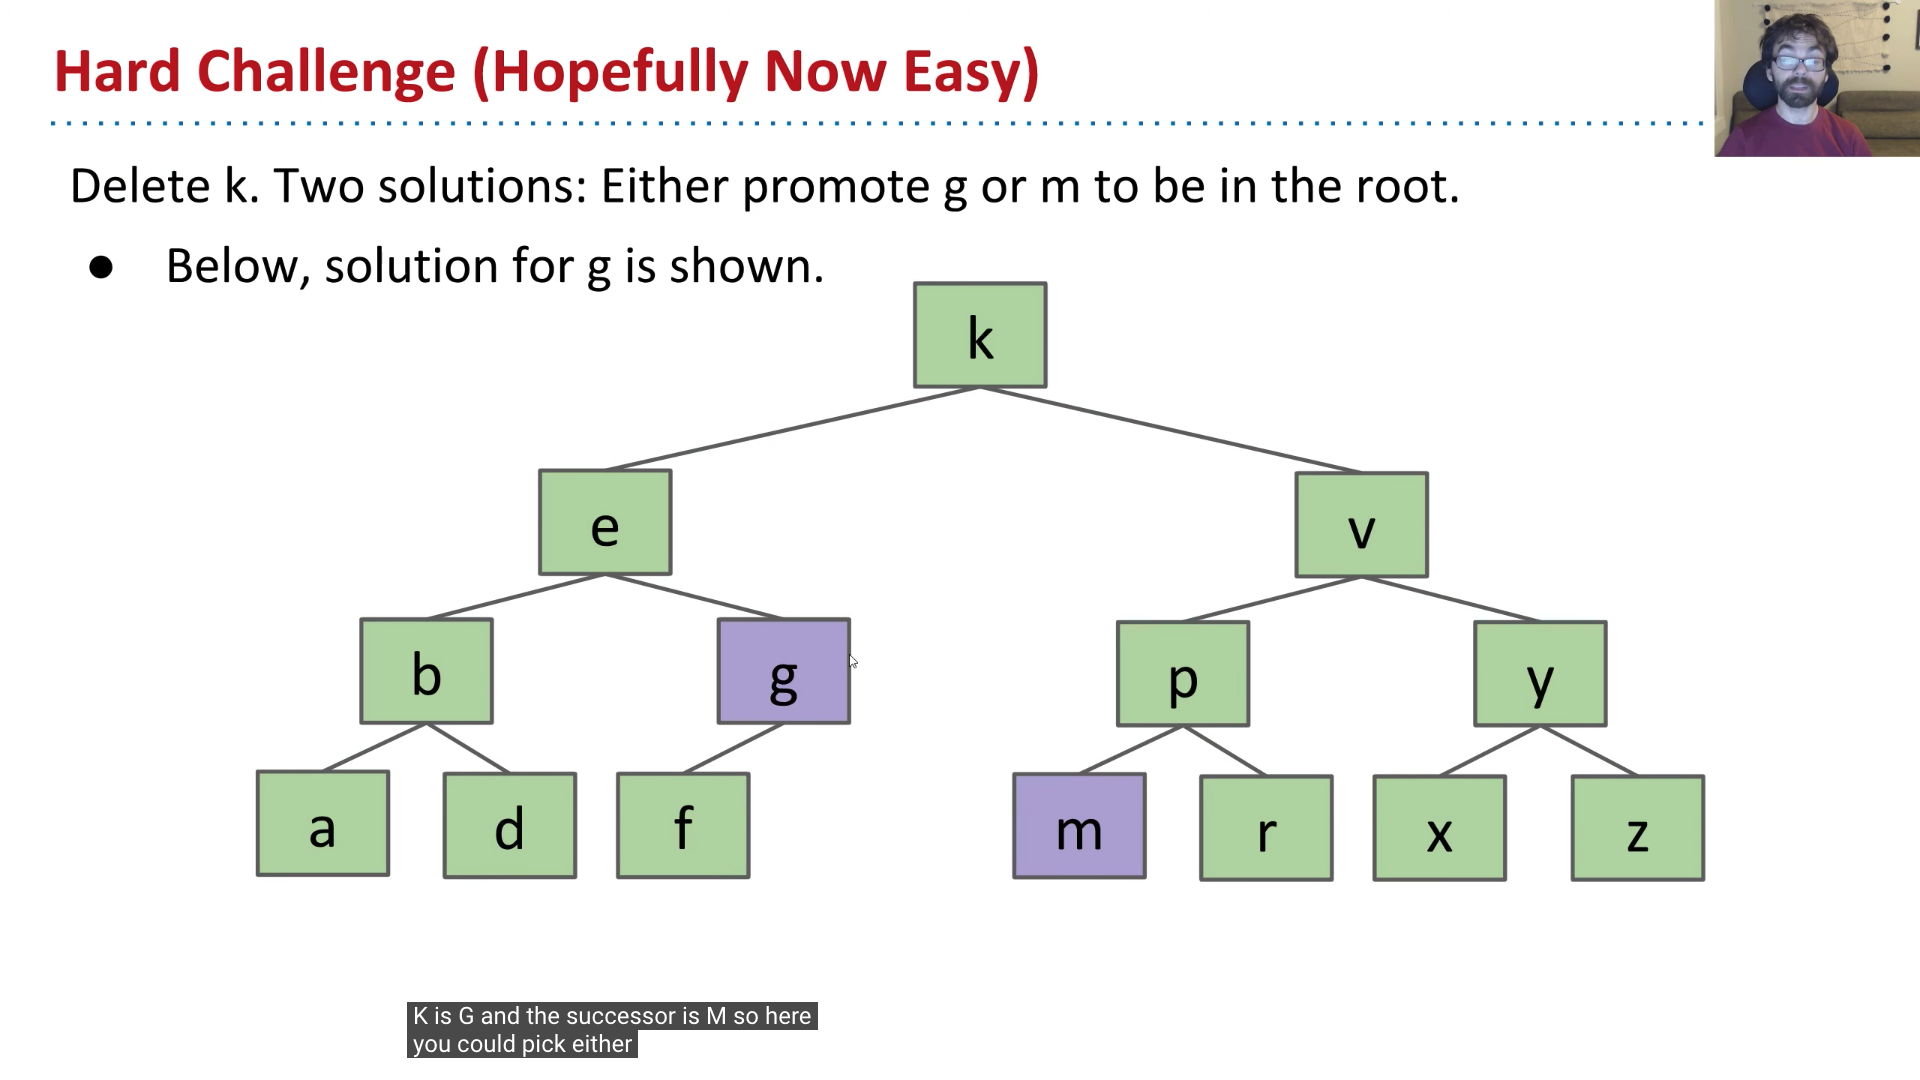 Hard Challenge (Hopefully Now Easy)
Delete k. Two solutions: Either promote g or m to be in the root.
● Below, solution for g is shown.
k
e v
b g p y
a d f m r x z
K is G and the successor is M so here
you could pick either